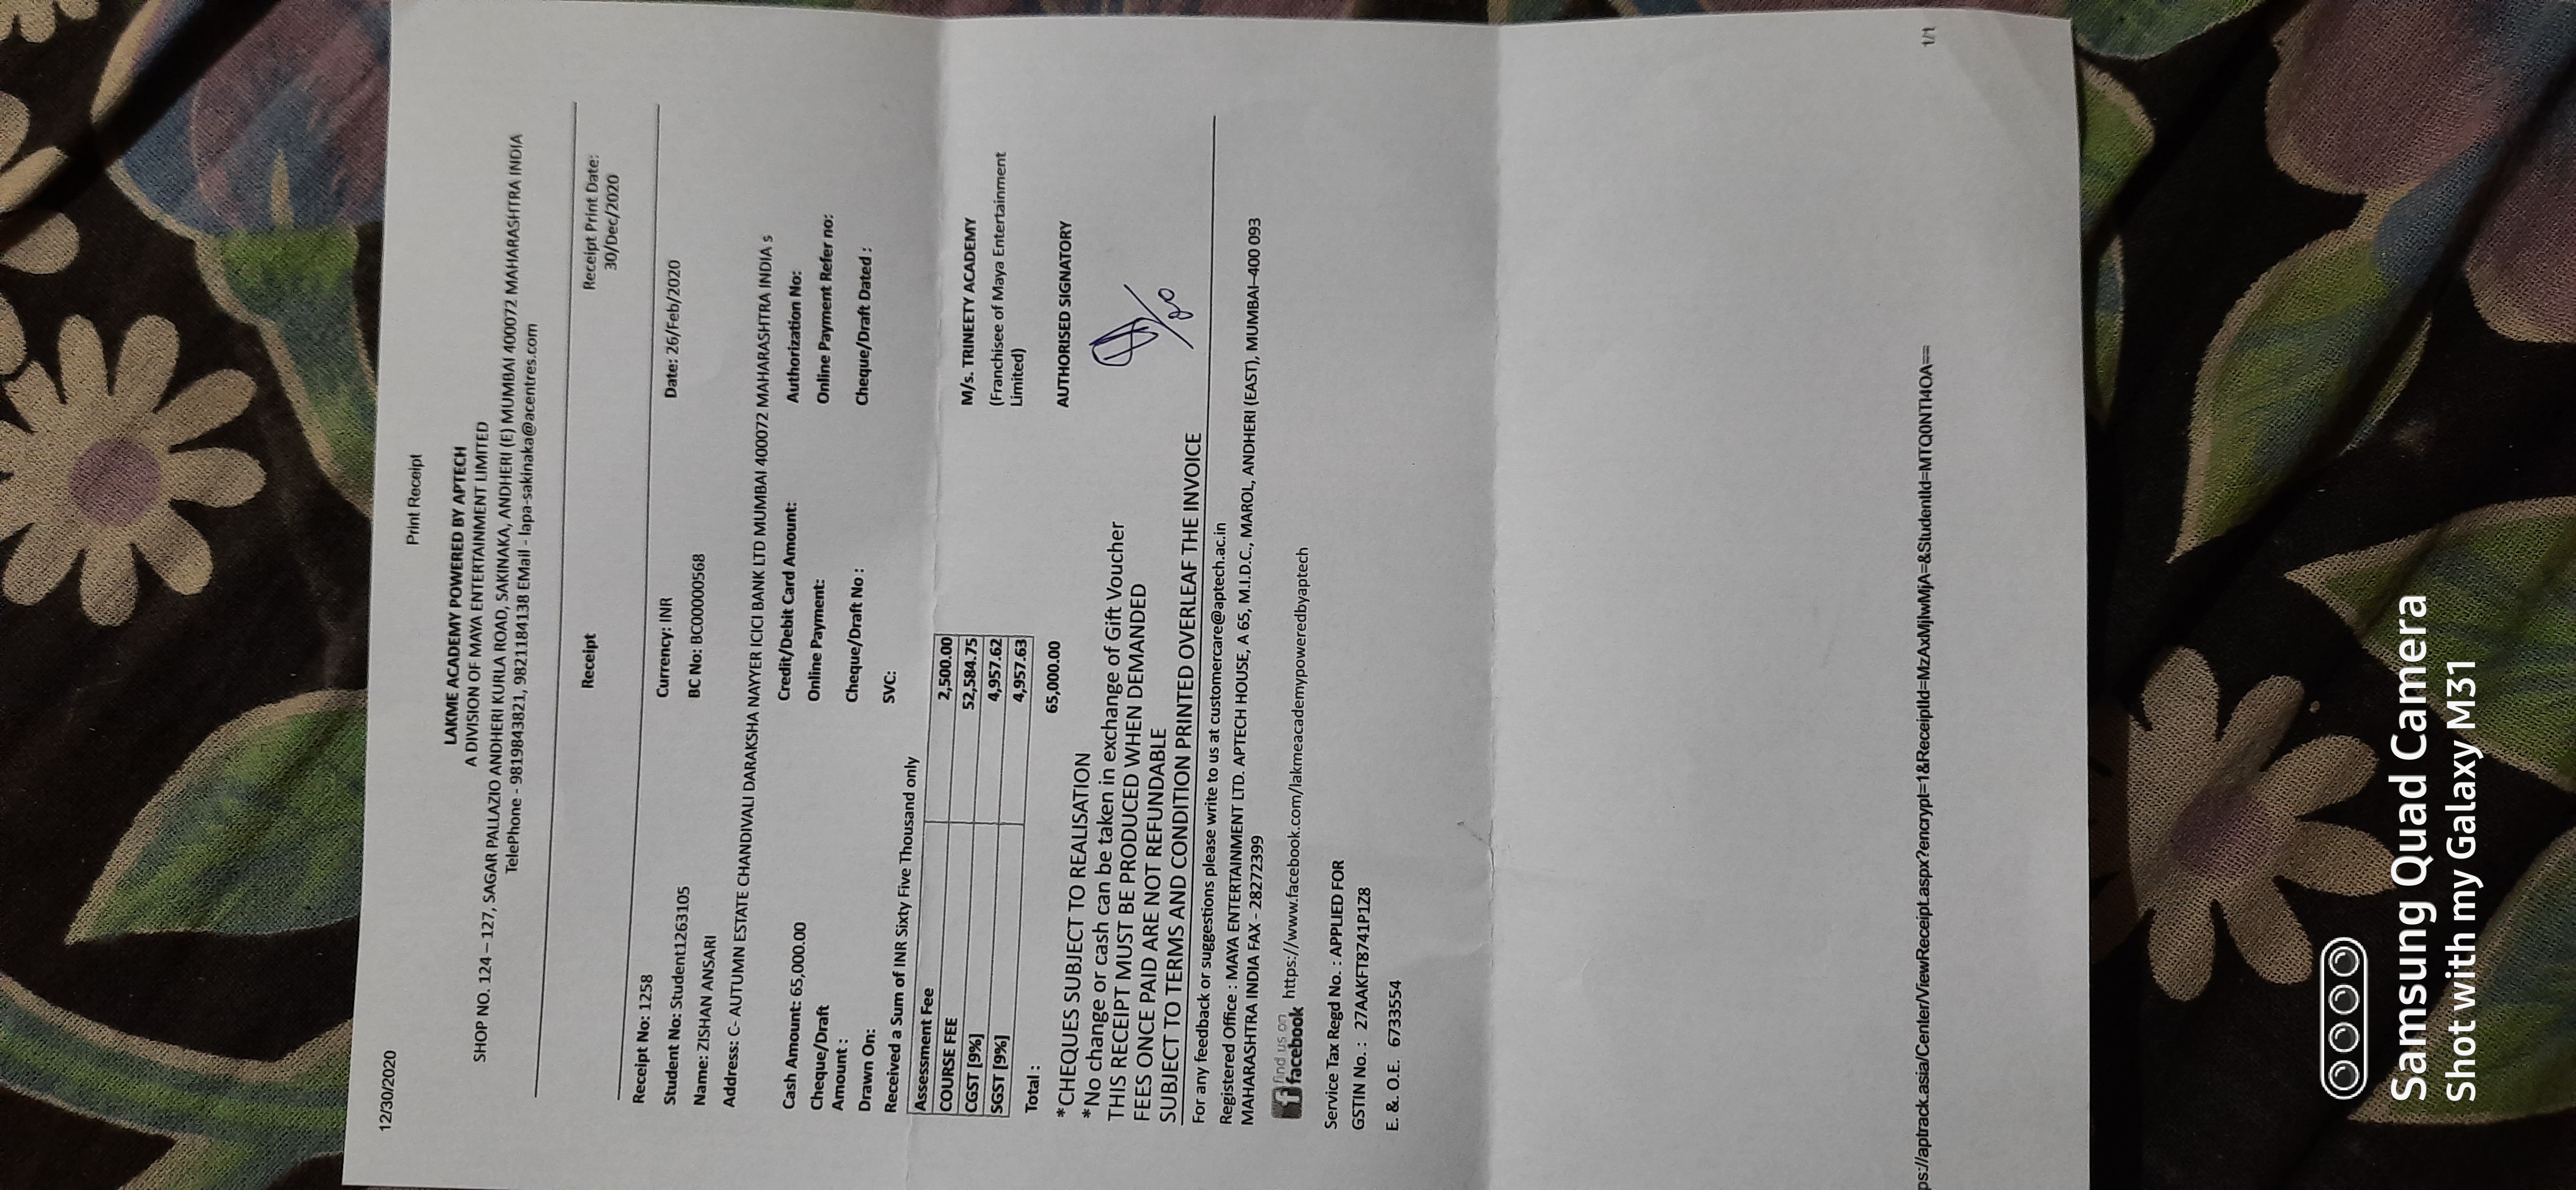 12/30/2020
Print Receipt
LAKME ACADEMY POWERED BY APTECH
A DIVISION OF MAYA ENTERTAINMENT LIMITED
SHOP NO. 124 – 127, SAGAR PALLAZIO ANDHERI KURLA ROAD, SAKINAKA, ANDHERI (E) MUMBAI 400072 MAHARASHTRA INDIA
TelePhone - 9819843821, 9821184138 EMail - lapa-sakinaka@acentres.com
Receipt
Receipt Print Date:
30/Dec/2020
Receipt No: 1258
Currency: INR
Date: 26/Feb/2020
Student No: Student1263105
BC No: BC00000568
Name: ZISHAN ANSARI
Address: C- AUTUMN ESTATE CHANDIVALI DARAKSHA NAYYER ICICI BANK LTD MUMBAI 400072 MAHARASHTRA INDIA s
Cash Amount: 65,000.00
Credit/Debit Card Amount:
Authorization No:
Cheque/Draft
Amount :
Online Payment:
Online Payment Refer no:
Cheque/Draft No :
Cheque/Draft Dated :
Drawn On:
SVC:
Received a Sum of INR Sixty Five Thousand only
Assessment Fee 2,500.00
COURSE FEE 52,584.75
CGST [9%] 4,957.62
SGST [9%] 4,957.63
Total : 65,000.00
M/s. TRINEETY ACADEMY
(Franchisee of Maya Entertainment
Limited)
AUTHORISED SIGNATORY
*CHEQUES SUBJECT TO REALISATION
*No change or cash can be taken in exchange of Gift Voucher
THIS RECEIPT MUST BE PRODUCED WHEN DEMANDED
FEES ONCE PAID ARE NOT REFUNDABLE
SUBJECT TO TERMS AND CONDITION PRINTED OVERLEAF THE INVOICE
For any feedback or suggestions please write to us at customercare@aptech.ac.in
Registered Office : MAYA ENTERTAINMENT LTD. APTECH HOUSE, A 65, M.I.D.C., MAROL, ANDHERI (EAST), MUMBAI–400 093
MAHARASHTRA INDIA FAX - 28272399
find us on
facebook https://www.facebook.com/lakmeacademypoweredbyaptech
Service Tax Regd No. : APPLIED FOR
GSTIN No. : 27AAKFT8741P1Z8
E. &. O.E. 6733554
ps://aptrack.asia/Center/ViewReceipt.aspx?encrypt=1&ReceiptId=MzAxMjIwMjA=&StudentId=MTQ0NTI4OA==
1/1
Samsung Quad Camera
Shot with my Galaxy M31